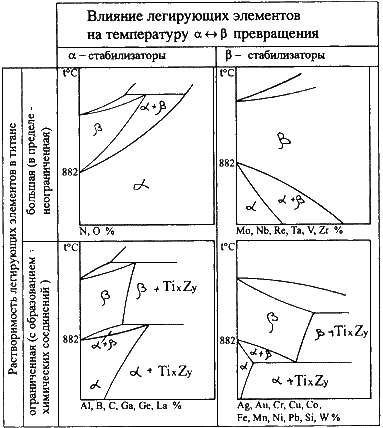 Влияние легирующих элементов
на температуру α↔β превращения
α – стабилизаторы
β – стабилизаторы
Растворимость легирующих элементов в титане
большая (в пределе -
неограниченная)
t°C
882
β
α+β
α
N, O %
t°C
882
β
α
α+β
Mo, Nb, Re, Ta, V, Zr %
ограниченная (с образованием
химических соединений )
t°C
882
β
β + TixZy
α+β
α
α + TixZy
Al, B, C, Ga, Ge, La %
t°C
882
β
β+TixZy
α+β
α
α+TixZy
Ag, Au, Cr, Cu, Co,
Fe, Mn, Ni, Pb, Si, W %